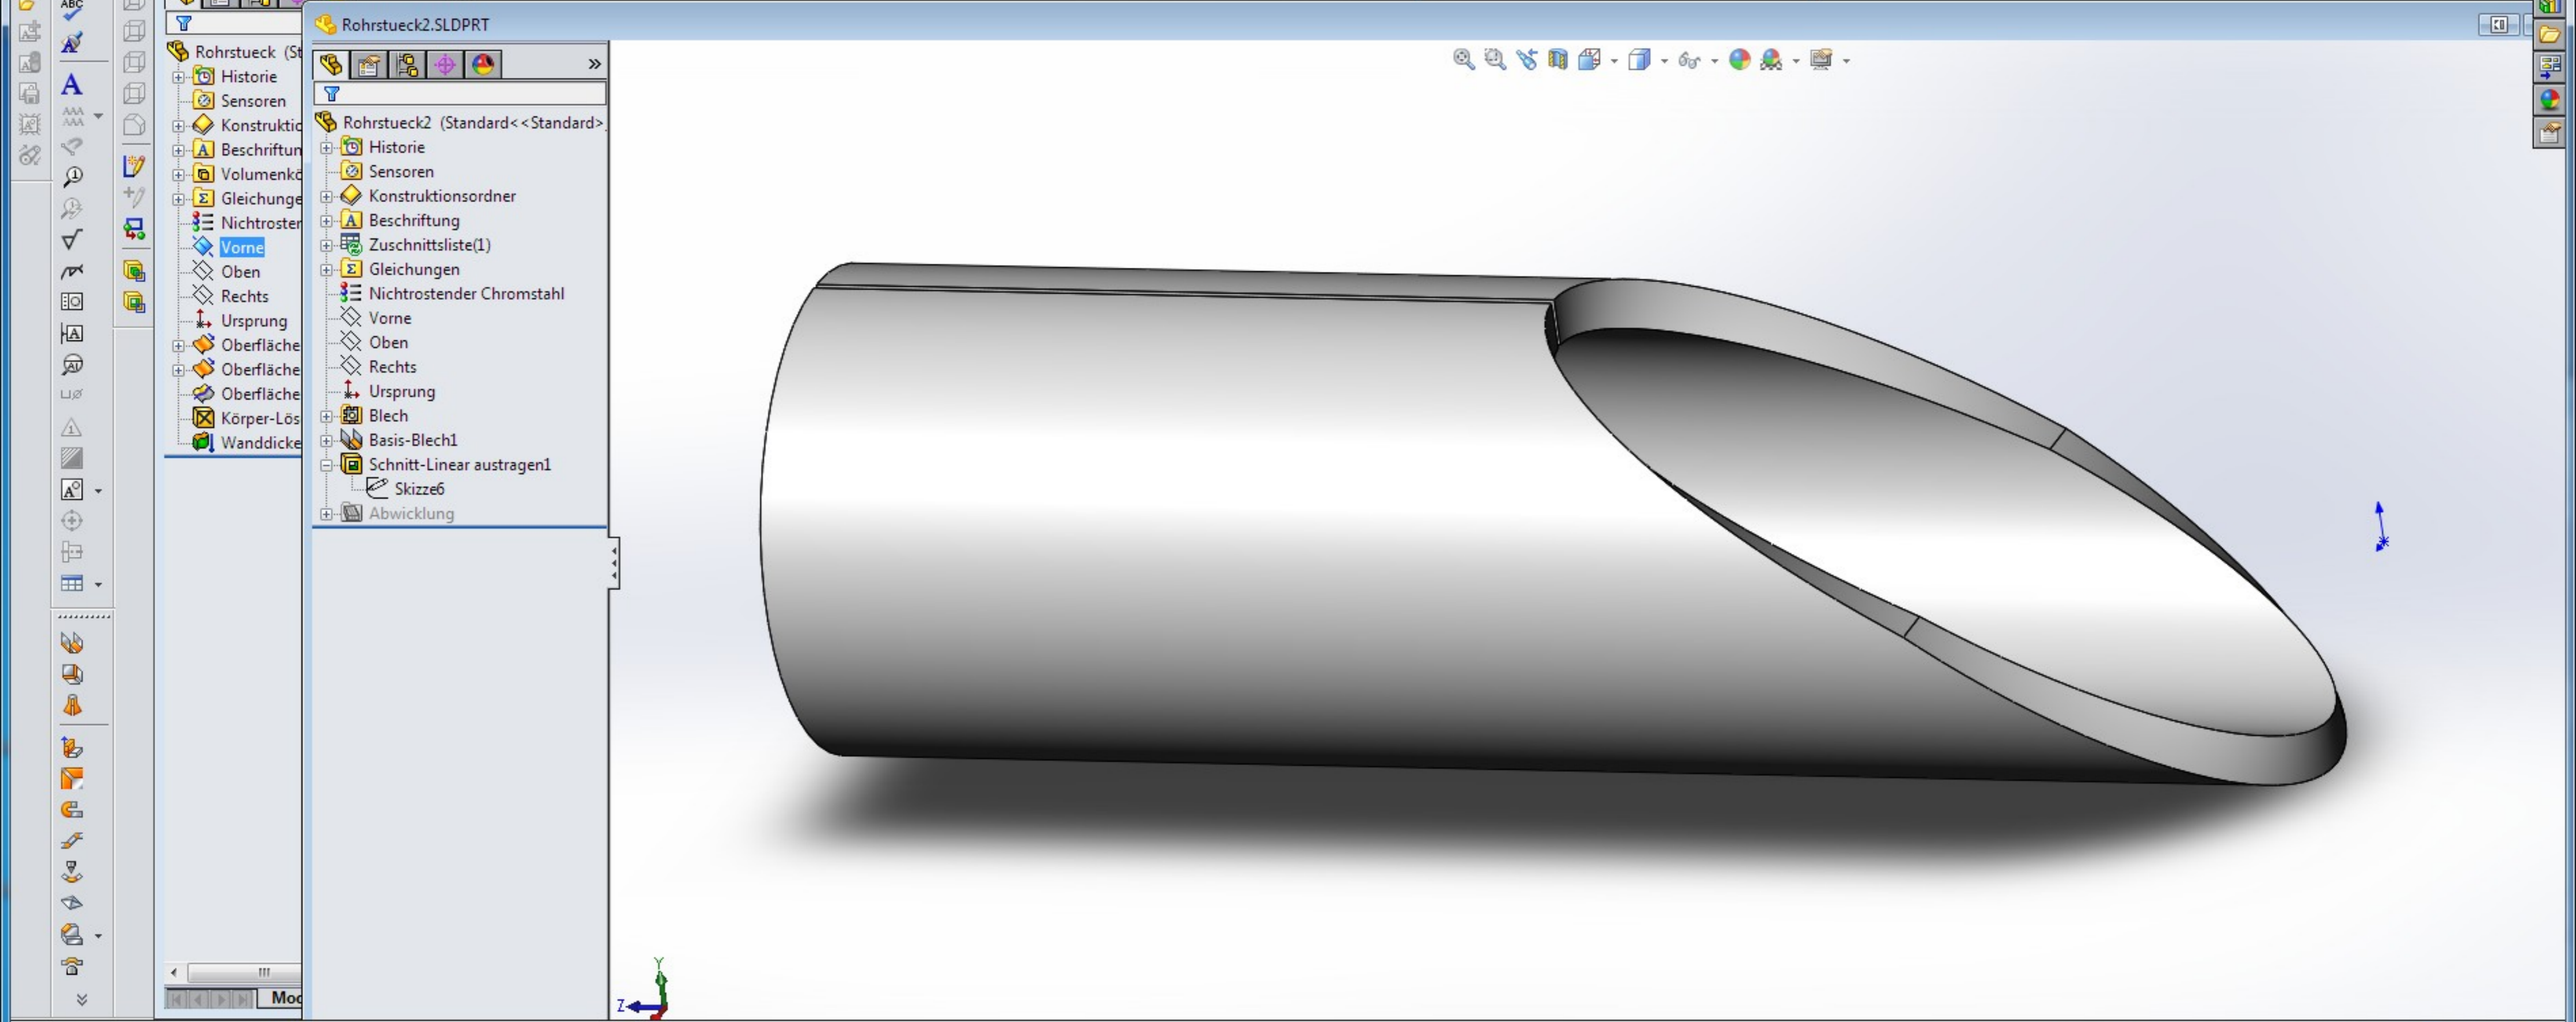 ABC
Rohrstueck2.SLDPRT
Rohrstueck (St
Historie
Sensoren
Konstruktio
Beschriftun
Volumenkö
Gleichunge
Nichtroster
Vorne
Oben
Rechts
Ursprung
Oberfläche
Oberfläche
Oberfläche
Körper-Lös
Wanddicke
Rohrstueck2 (Standard<<Standard>
Historie
Sensoren
Konstruktionsordner
Beschriftung
Zuschnittsliste(1)
Gleichungen
Nichtrostender Chromstahl
Vorne
Oben
Rechts
Ursprung
Blech
Basis-Blech1
Schnitt-Linear austragen1
Skizze6
Abwicklung
Y
Z